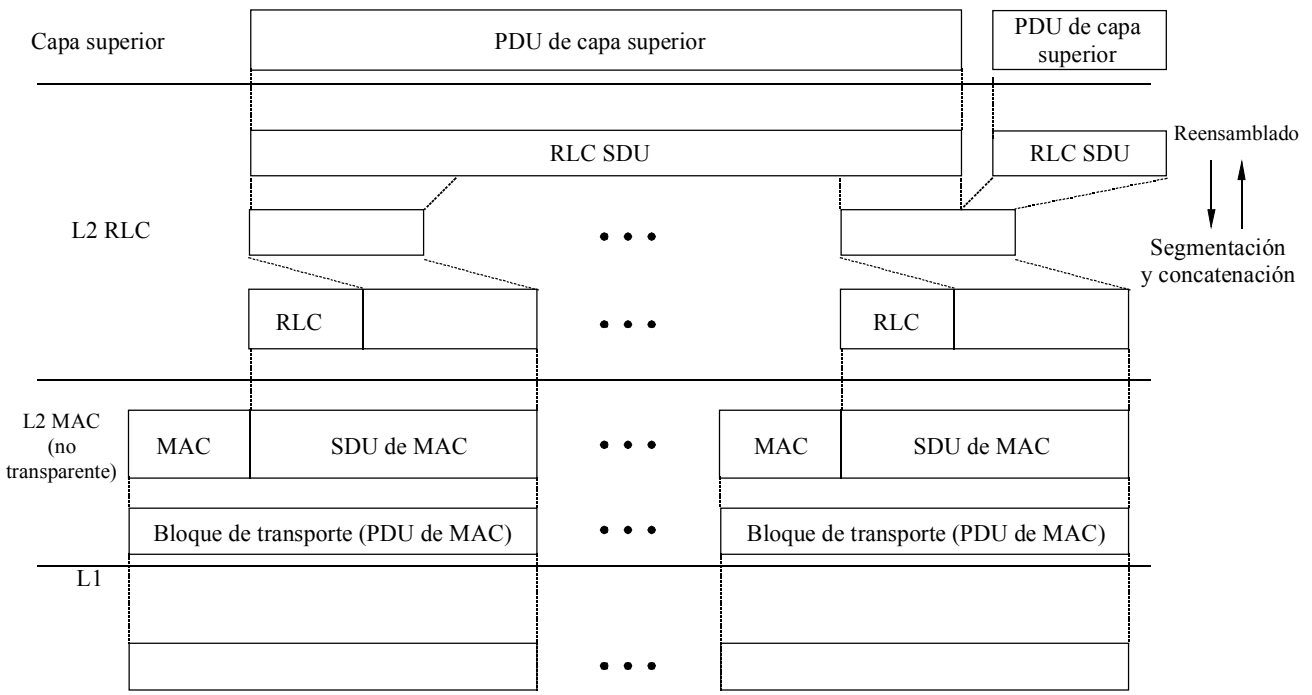 Capa superior
PDU de capa superior
PDU de capa
superior
RLC SDU
RLC SDU
Reensamblado
L2 RLC
Segmentación
y concatenación
RLC
RLC
L2 MAC
(no
transparente)
MAC
SDU de MAC
MAC
SDU de MAC
Bloque de transporte (PDU de MAC)
Bloque de transporte (PDU de MAC)
L1